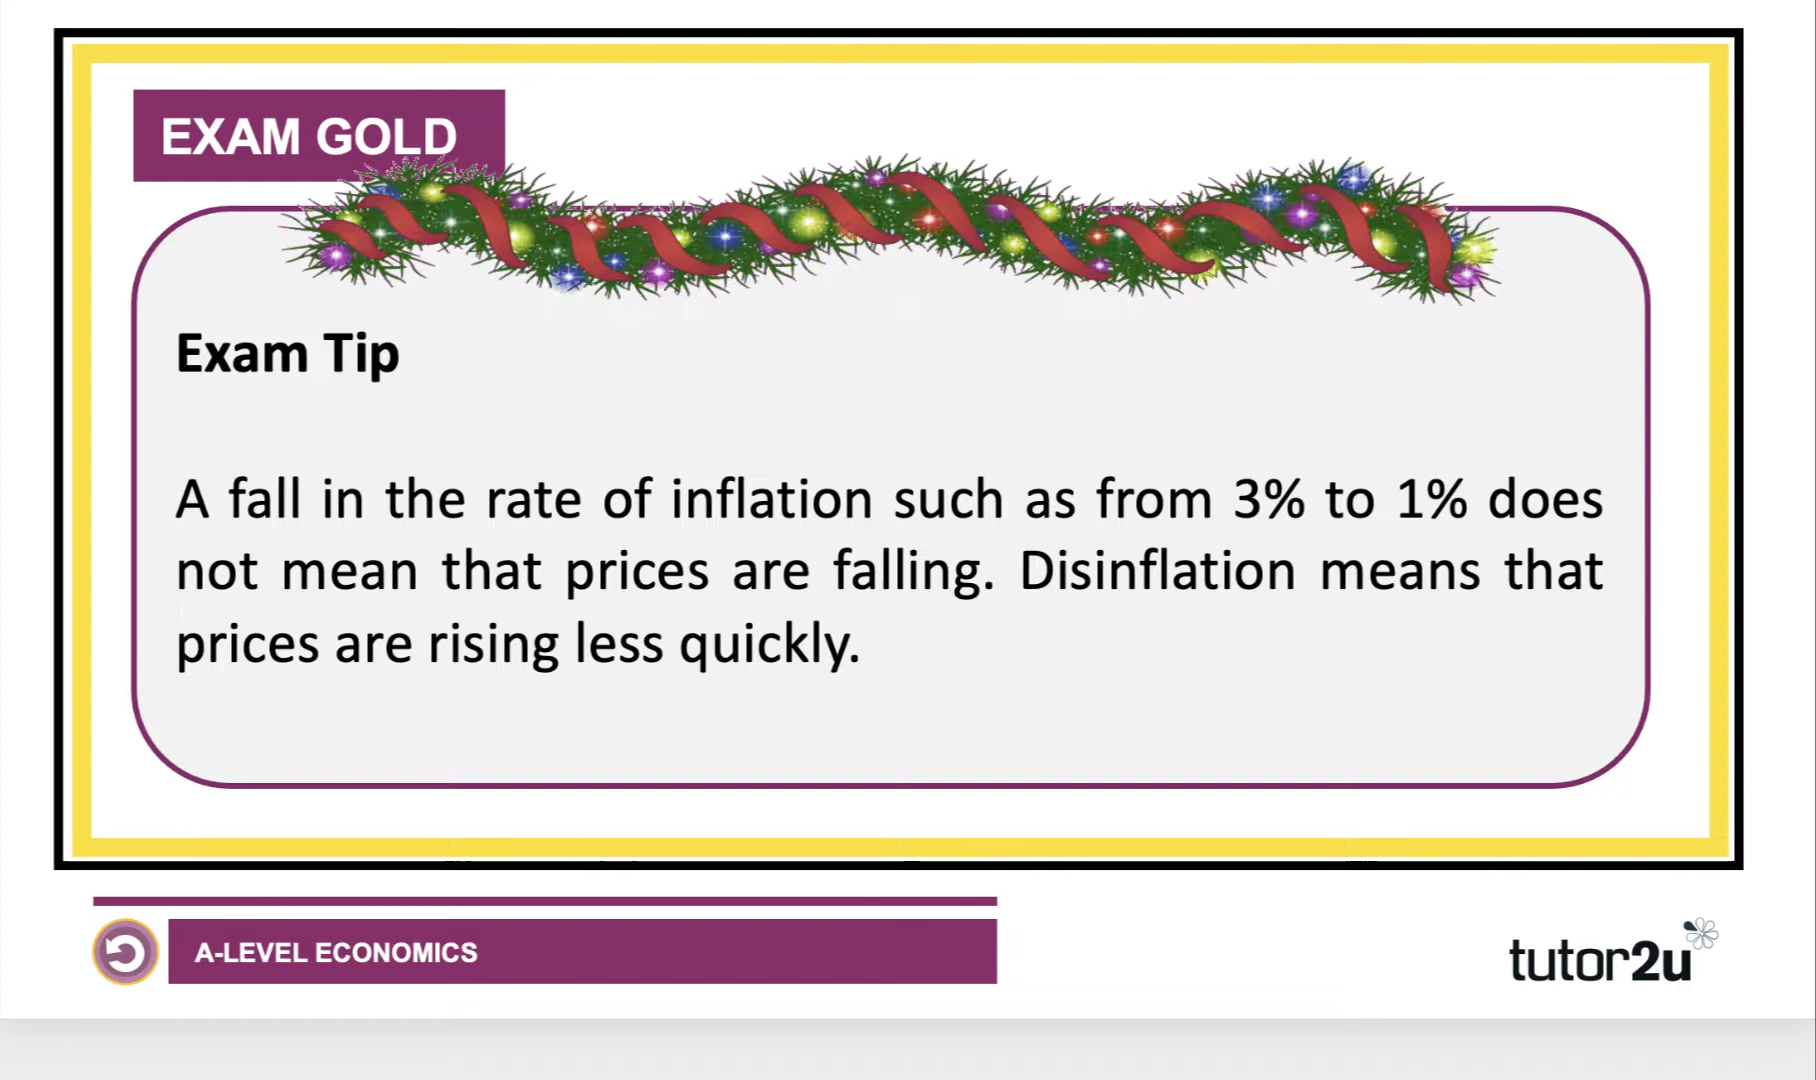 EXAM GOLD
Exam Tip
A fall in the rate of inflation such as from 3% to 1% does
not mean that prices are falling. Disinflation means that
prices are rising less quickly.
A-LEVEL ECONOMICS
tutor2u